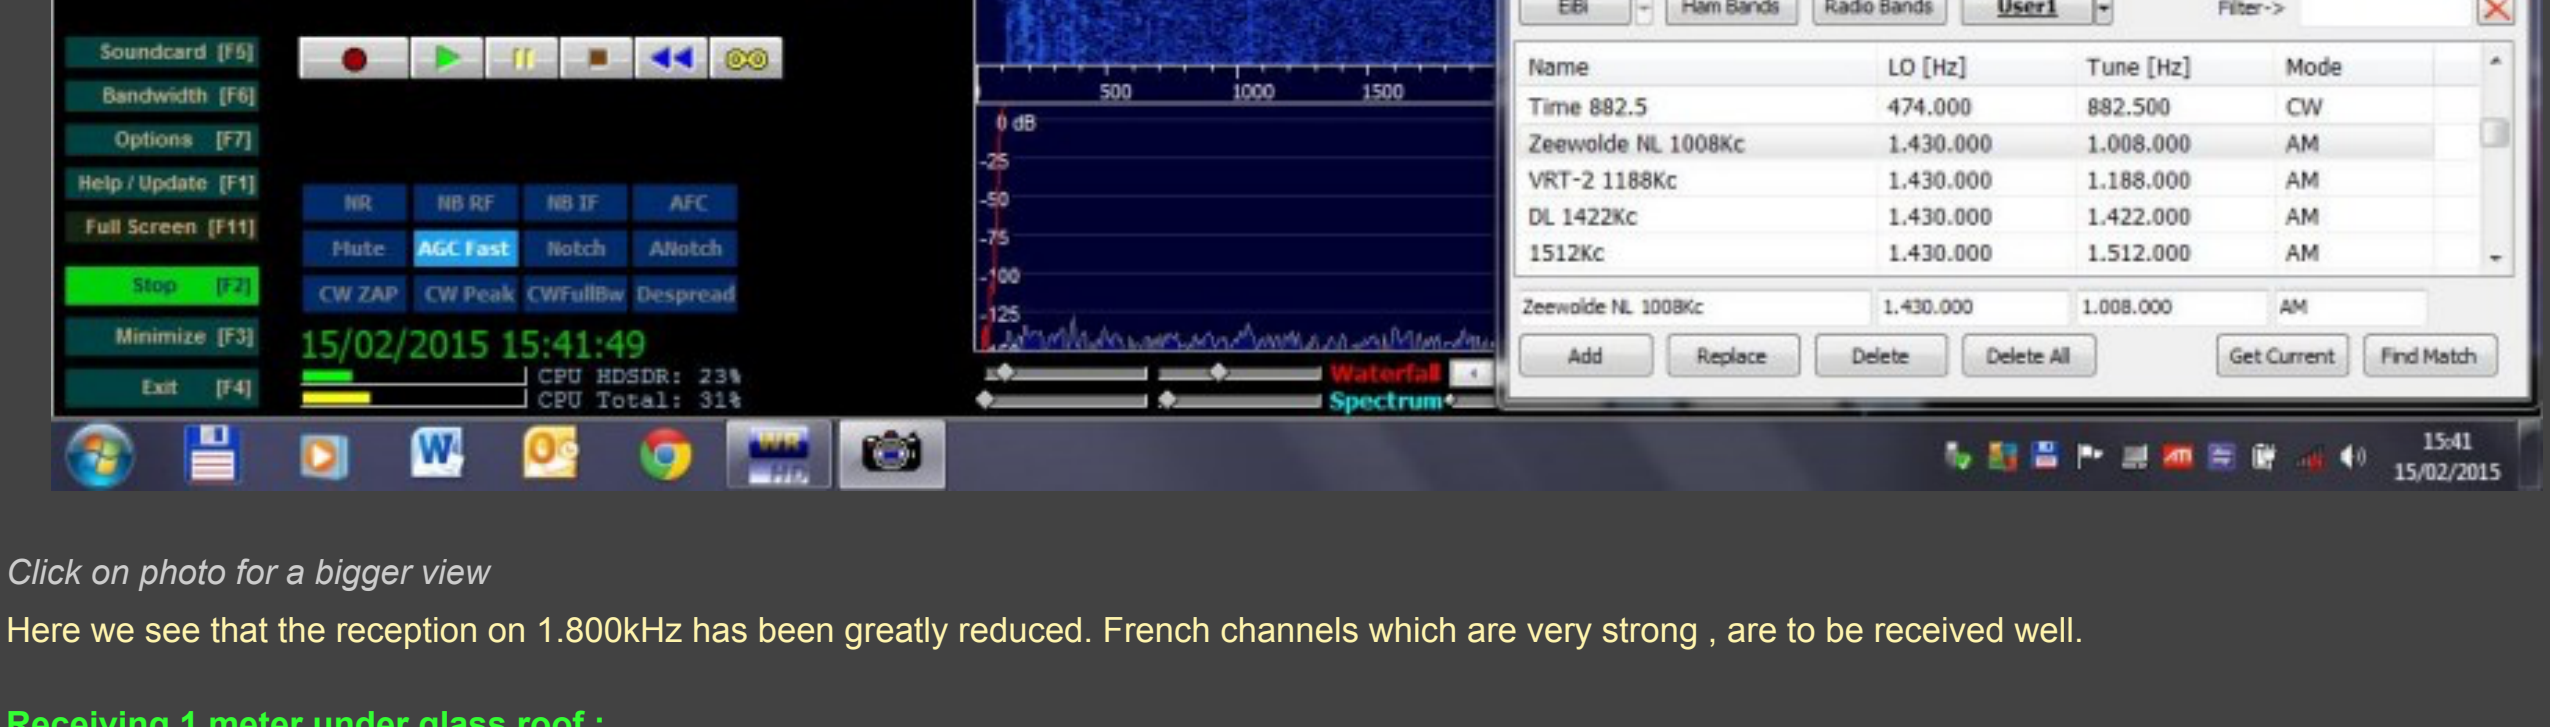 EiBi Ham Bands Radio Bands User1 Filter->
Soundcard [F5]
Bandwidth [F6]
Options [F7]
Help / Update [F1]
Full Screen [F11]
Stop [F2]
Minimize [F3]
Exit [F4]
NR NB RF NB IF AFC
Mute AGC Fast Notch ANotch
CW ZAP CW Peak CWFullBw Despread
15/02/2015 15:41:49
CPU HDSDR: 23%
CPU Total: 31%
500 1000 1500
0 dB
-25
-50
-75
-100
-125
Waterfall
Spectrum
Name LO [Hz] Tune [Hz] Mode
Time 882.5 474.000 882.500 CW
Zeewolde NL 1008Kc 1.430.000 1.008.000 AM
VRT-2 1188Kc 1.430.000 1.188.000 AM
DL 1422Kc 1.430.000 1.422.000 AM
1512Kc 1.430.000 1.512.000 AM
Zeewolde NL 1008Kc 1.430.000 1.008.000 AM
Add Replace Delete Delete All Get Current Find Match
WR
HD
ATI
15:41
15/02/2015
Click on photo for a bigger view
Here we see that the reception on 1.800kHz has been greatly reduced. French channels which are very strong , are to be received well.
Receiving 1 meter under glass roof :